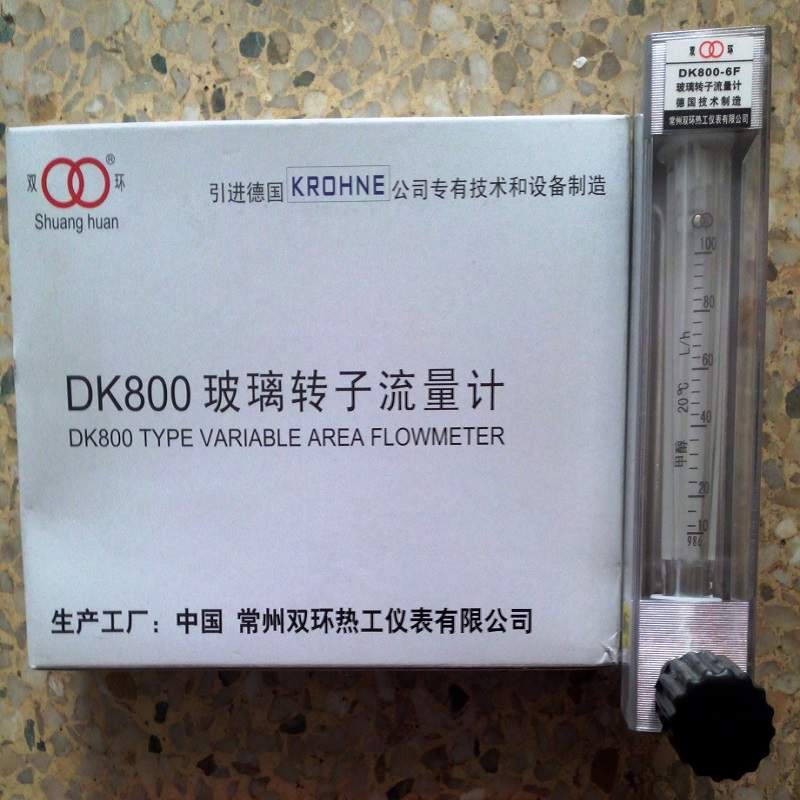 双 环 ®
Shuang huan
引进德国 KROHNE 公司专有技术和设备制造
DK800 玻璃转子流量计
DK800 TYPE VARIABLE AREA FLOWMETER
生产工厂：中国 常州双环热工仪表有限公司
双 环
DK800-6F
玻璃转子流量计
德国技术制造
常州双环热工仪表有限公司
100
80
60
40
20
10
986
甲醇 20℃ L/h